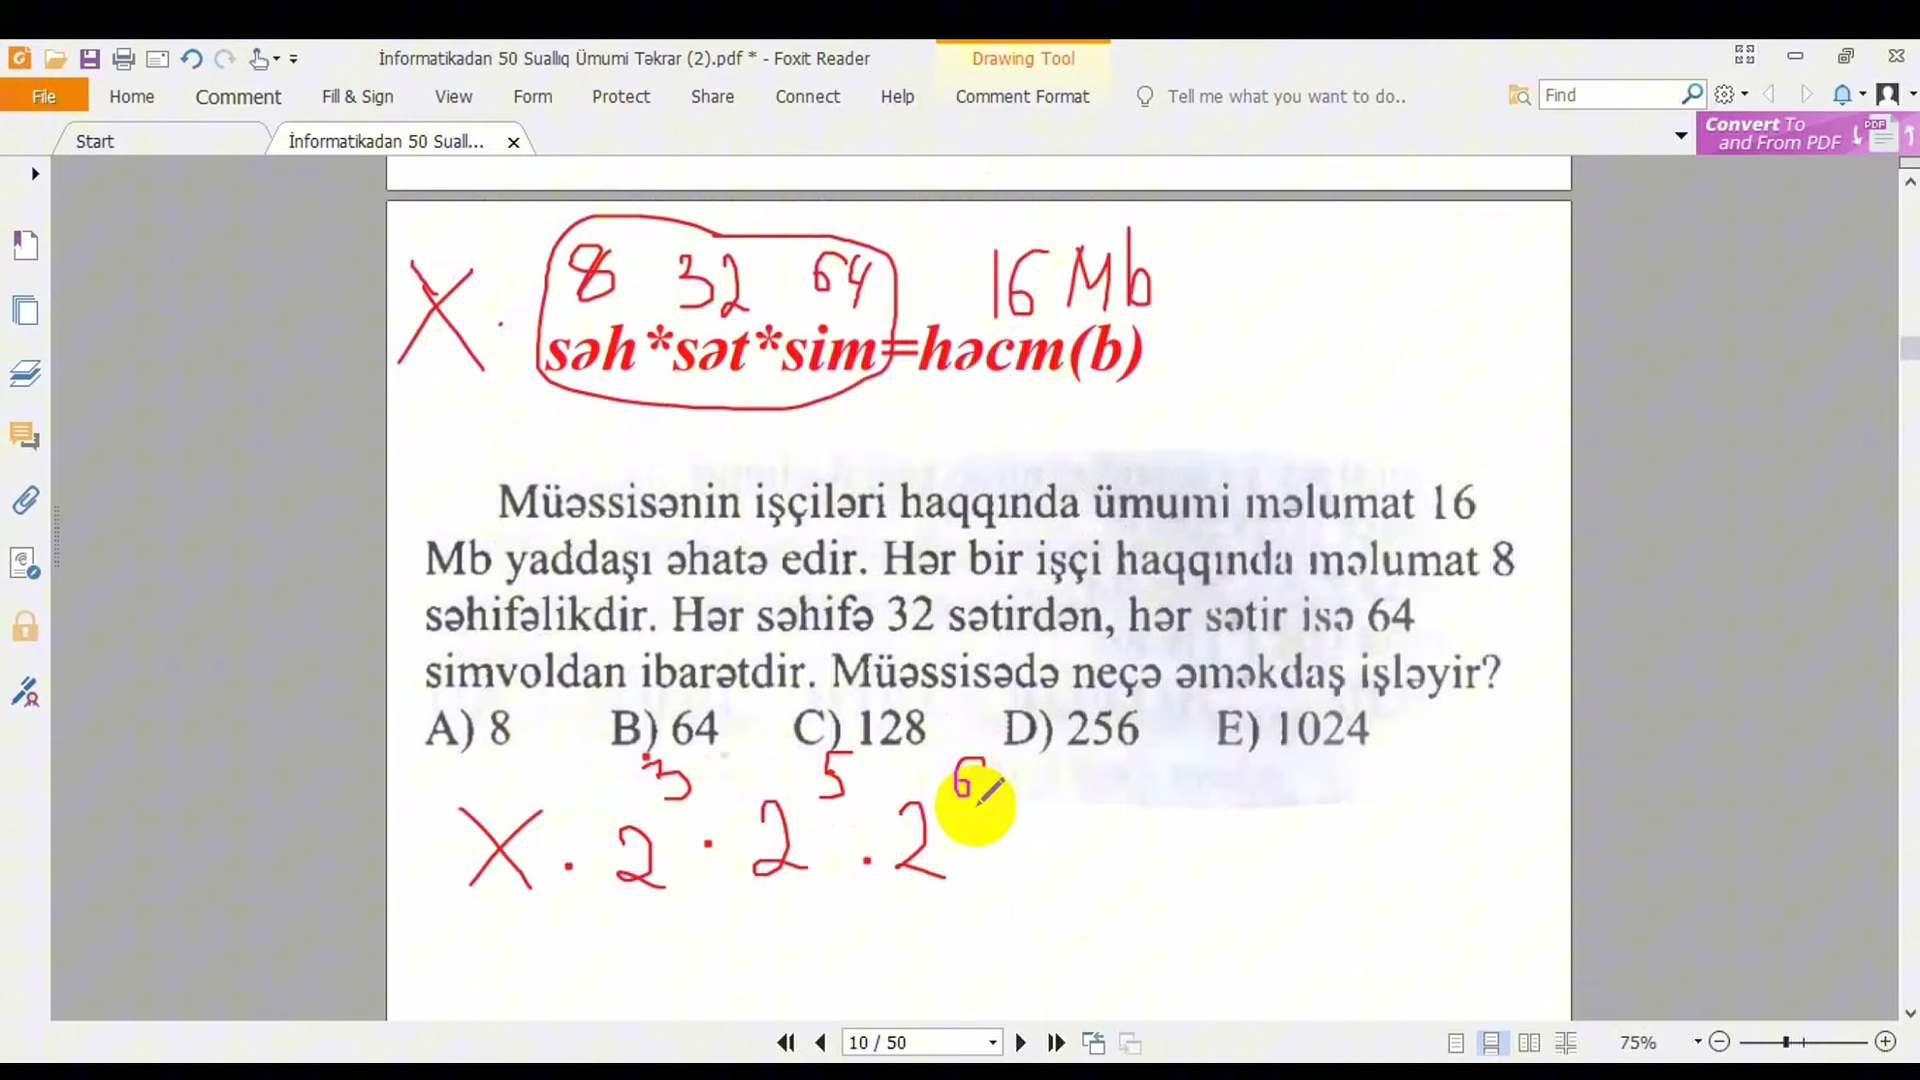 İnformatikadan 50 Suallıq Ümumi Təkrar (2).pdf * - Foxit Reader
Drawing Tool
File Home Comment Fill & Sign View Form Protect Share Connect Help Comment Format Tell me what you want to do.. Find
Start İnformatikadan 50 Suall...
Convert To
and From PDF
PDF
8 32 64 16 Mb
X .
səh*sət*sim=həcm(b)
Müəssisənin işçiləri haqqında ümumi məlumat 16
Mb yaddaşı əhatə edir. Hər bir işçi haqqında məlumat 8
səhifəlikdir. Hər səhifə 32 sətirdən, hər sətir isə 64
simvoldan ibarətdir. Müəssisədə neçə əməkdaş işləyir?
A) 8 B) 64 C) 128 D) 256 E) 1024
3 5 6
X . 2 . 2 . 2
10 / 50
75%